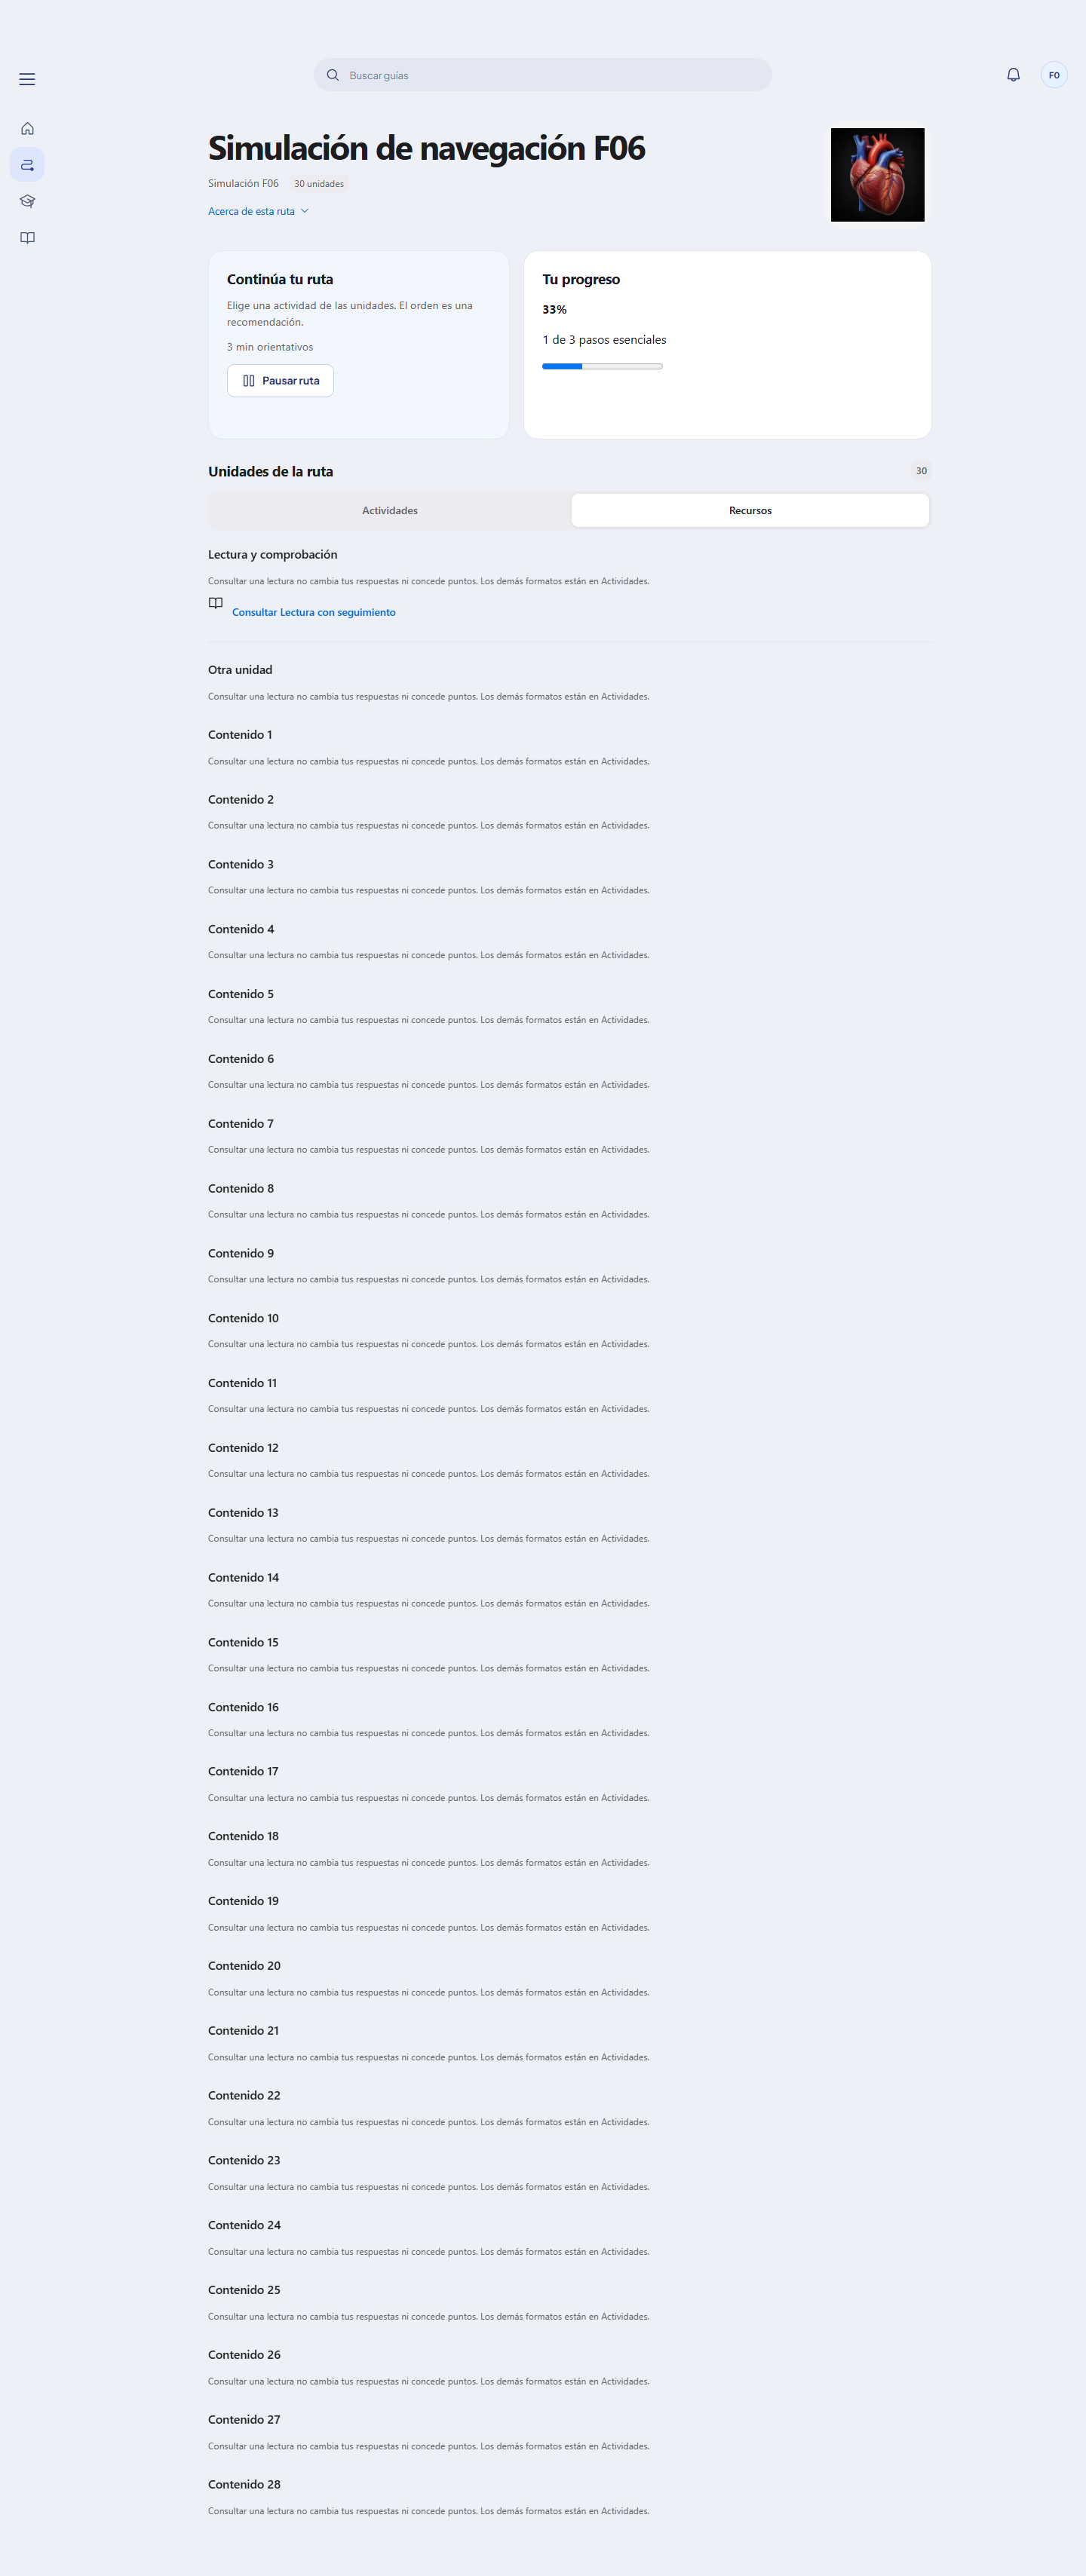 Buscar guías
F0
Simulación de navegación F06
Simulación F06 30 unidades
Acerca de esta ruta
Continúa tu ruta
Elige una actividad de las unidades. El orden es una
recomendación.
3 min orientativos
Pausar ruta
Tu progreso
33%
1 de 3 pasos esenciales
Unidades de la ruta 30
Actividades Recursos
Lectura y comprobación
Consultar una lectura no cambia tus respuestas ni concede puntos. Los demás formatos están en Actividades.
Consultar Lectura con seguimiento
Otra unidad
Consultar una lectura no cambia tus respuestas ni concede puntos. Los demás formatos están en Actividades.
Contenido 1
Consultar una lectura no cambia tus respuestas ni concede puntos. Los demás formatos están en Actividades.
Contenido 2
Consultar una lectura no cambia tus respuestas ni concede puntos. Los demás formatos están en Actividades.
Contenido 3
Consultar una lectura no cambia tus respuestas ni concede puntos. Los demás formatos están en Actividades.
Contenido 4
Consultar una lectura no cambia tus respuestas ni concede puntos. Los demás formatos están en Actividades.
Contenido 5
Consultar una lectura no cambia tus respuestas ni concede puntos. Los demás formatos están en Actividades.
Contenido 6
Consultar una lectura no cambia tus respuestas ni concede puntos. Los demás formatos están en Actividades.
Contenido 7
Consultar una lectura no cambia tus respuestas ni concede puntos. Los demás formatos están en Actividades.
Contenido 8
Consultar una lectura no cambia tus respuestas ni concede puntos. Los demás formatos están en Actividades.
Contenido 9
Consultar una lectura no cambia tus respuestas ni concede puntos. Los demás formatos están en Actividades.
Contenido 10
Consultar una lectura no cambia tus respuestas ni concede puntos. Los demás formatos están en Actividades.
Contenido 11
Consultar una lectura no cambia tus respuestas ni concede puntos. Los demás formatos están en Actividades.
Contenido 12
Consultar una lectura no cambia tus respuestas ni concede puntos. Los demás formatos están en Actividades.
Contenido 13
Consultar una lectura no cambia tus respuestas ni concede puntos. Los demás formatos están en Actividades.
Contenido 14
Consultar una lectura no cambia tus respuestas ni concede puntos. Los demás formatos están en Actividades.
Contenido 15
Consultar una lectura no cambia tus respuestas ni concede puntos. Los demás formatos están en Actividades.
Contenido 16
Consultar una lectura no cambia tus respuestas ni concede puntos. Los demás formatos están en Actividades.
Contenido 17
Consultar una lectura no cambia tus respuestas ni concede puntos. Los demás formatos están en Actividades.
Contenido 18
Consultar una lectura no cambia tus respuestas ni concede puntos. Los demás formatos están en Actividades.
Contenido 19
Consultar una lectura no cambia tus respuestas ni concede puntos. Los demás formatos están en Actividades.
Contenido 20
Consultar una lectura no cambia tus respuestas ni concede puntos. Los demás formatos están en Actividades.
Contenido 21
Consultar una lectura no cambia tus respuestas ni concede puntos. Los demás formatos están en Actividades.
Contenido 22
Consultar una lectura no cambia tus respuestas ni concede puntos. Los demás formatos están en Actividades.
Contenido 23
Consultar una lectura no cambia tus respuestas ni concede puntos. Los demás formatos están en Actividades.
Contenido 24
Consultar una lectura no cambia tus respuestas ni concede puntos. Los demás formatos están en Actividades.
Contenido 25
Consultar una lectura no cambia tus respuestas ni concede puntos. Los demás formatos están en Actividades.
Contenido 26
Consultar una lectura no cambia tus respuestas ni concede puntos. Los demás formatos están en Actividades.
Contenido 27
Consultar una lectura no cambia tus respuestas ni concede puntos. Los demás formatos están en Actividades.
Contenido 28
Consultar una lectura no cambia tus respuestas ni concede puntos. Los demás formatos están en Actividades.